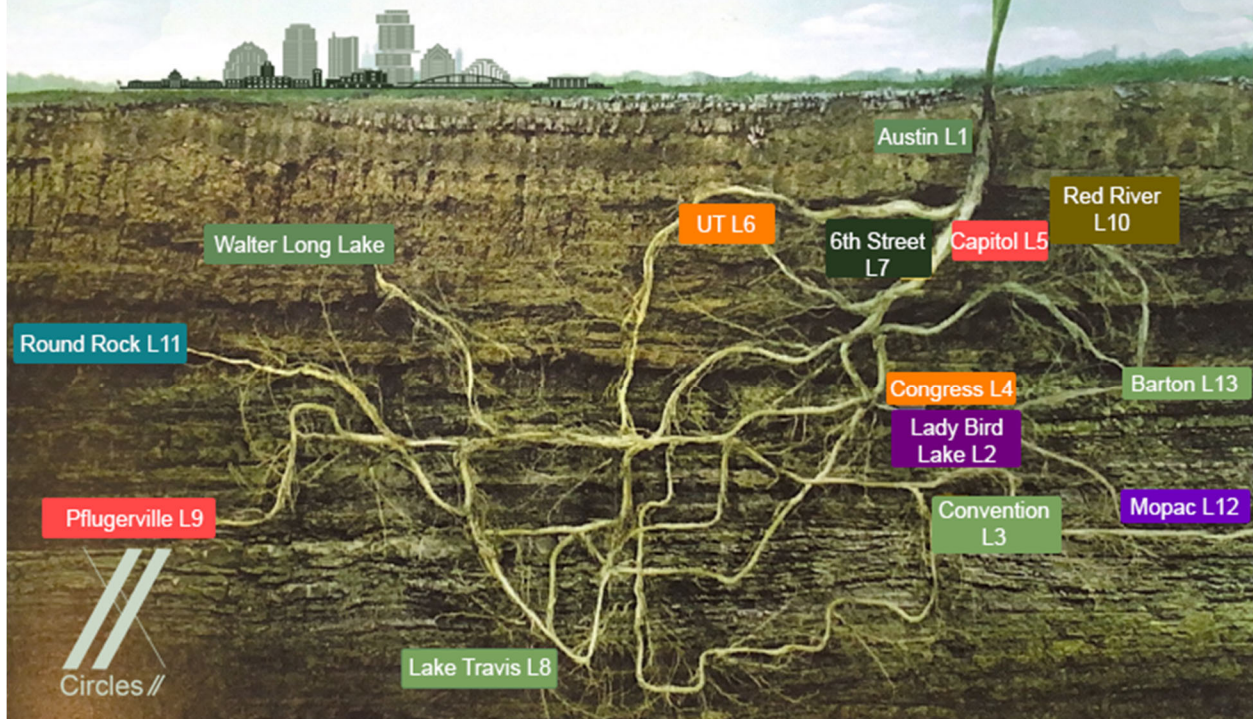 Austin L1
Red River
L10
UT L6
6th Street
L7
Capitol L5
Walter Long Lake
Round Rock L11
Congress L4
Barton L13
Lady Bird
Lake L2
Pflugerville L9
Convention
L3
Mopac L12
Lake Travis L8
Circles //